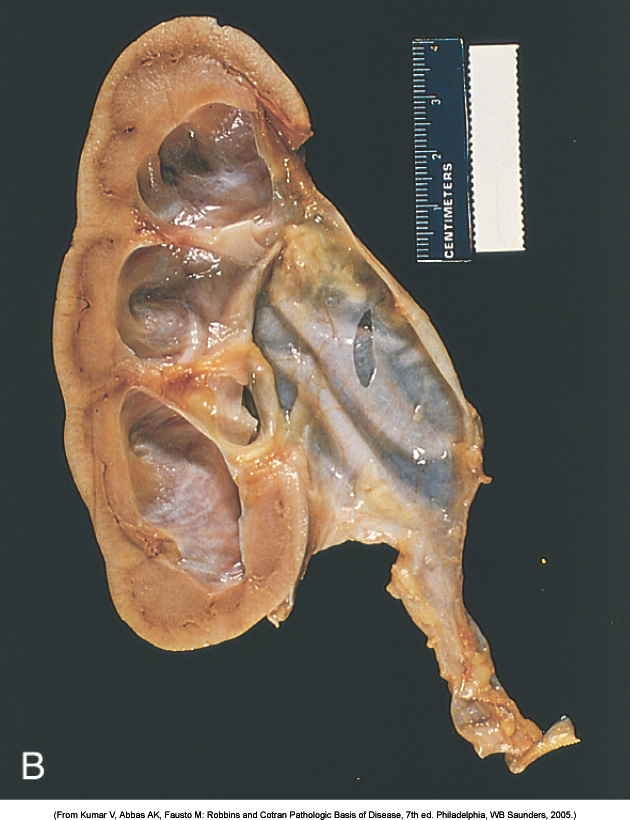 4
3
2
1
CENTIMETERS
B
(From Kumar V, Abbas AK, Fausto M: Robbins and Cotran Pathologic Basis of Disease, 7th ed. Philadelphia, WB Saunders, 2005.)